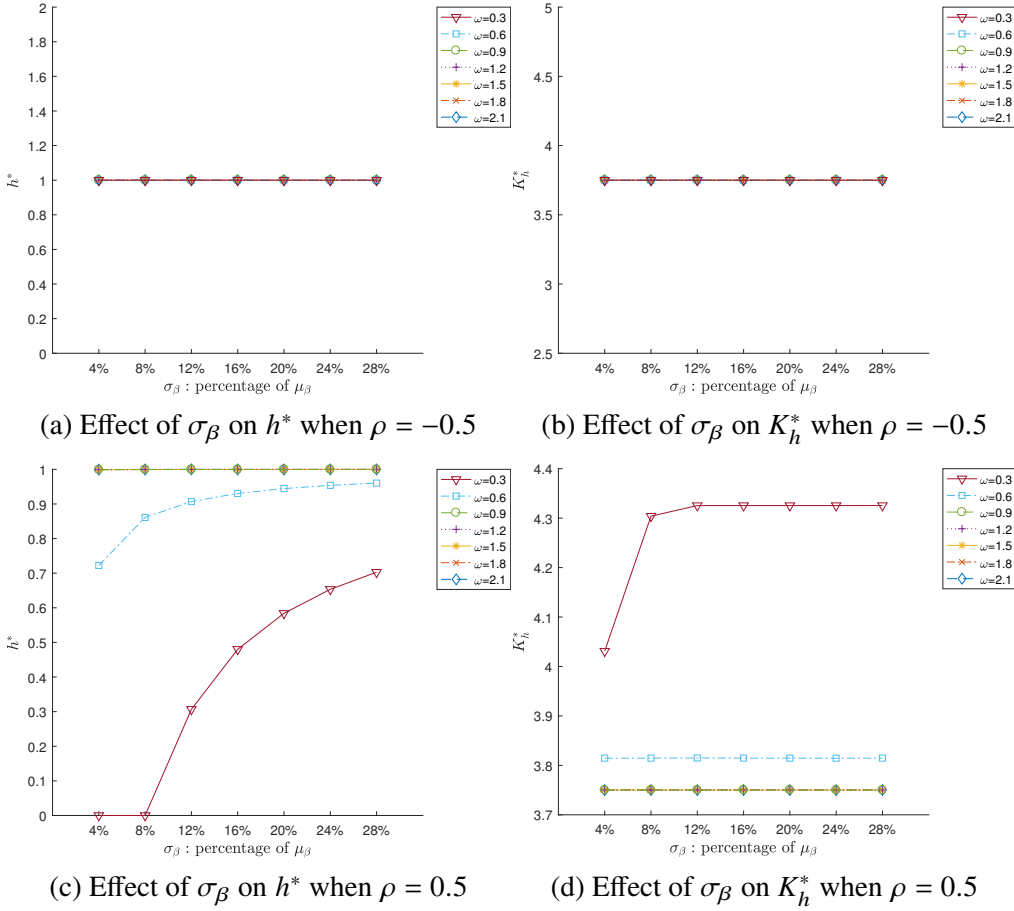 2
1.8
1.6
1.4
1.2
1
0.8
0.6
0.4
0.2
0
h*
4% 8% 12% 16% 20% 24% 28%
σβ : percentage of μβ
ω=0.3
ω=0.6
ω=0.9
ω=1.2
ω=1.5
ω=1.8
ω=2.1
(a) Effect of σβ on h* when ρ = −0.5
5
4.5
4
3.5
3
2.5
K*h
4% 8% 12% 16% 20% 24% 28%
σβ : percentage of μβ
ω=0.3
ω=0.6
ω=0.9
ω=1.2
ω=1.5
ω=1.8
ω=2.1
(b) Effect of σβ on K*h when ρ = −0.5
1
0.9
0.8
0.7
0.6
0.5
0.4
0.3
0.2
0.1
0
h*
4% 8% 12% 16% 20% 24% 28%
σβ : percentage of μβ
ω=0.3
ω=0.6
ω=0.9
ω=1.2
ω=1.5
ω=1.8
ω=2.1
(c) Effect of σβ on h* when ρ = 0.5
4.4
4.3
4.2
4.1
4
3.9
3.8
3.7
K*h
4% 8% 12% 16% 20% 24% 28%
σβ : percentage of μβ
ω=0.3
ω=0.6
ω=0.9
ω=1.2
ω=1.5
ω=1.8
ω=2.1
(d) Effect of σβ on K*h when ρ = 0.5